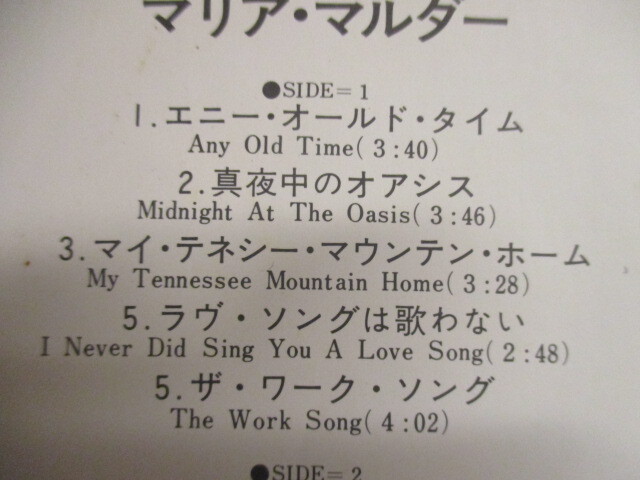 マリア・マルダー
●SIDE=1
1.エニー・オールド・タイム
Any Old Time(3:40)
2.真夜中のオアシス
Midnight At The Oasis(3:46)
3.マイ・テネシー・マウンテン・ホーム
My Tennessee Mountain Home(3:28)
5.ラヴ・ソングは歌わない
I Never Did Sing You A Love Song(2:48)
5.ザ・ワーク・ソング
The Work Song(4:02)
●SIDE=2